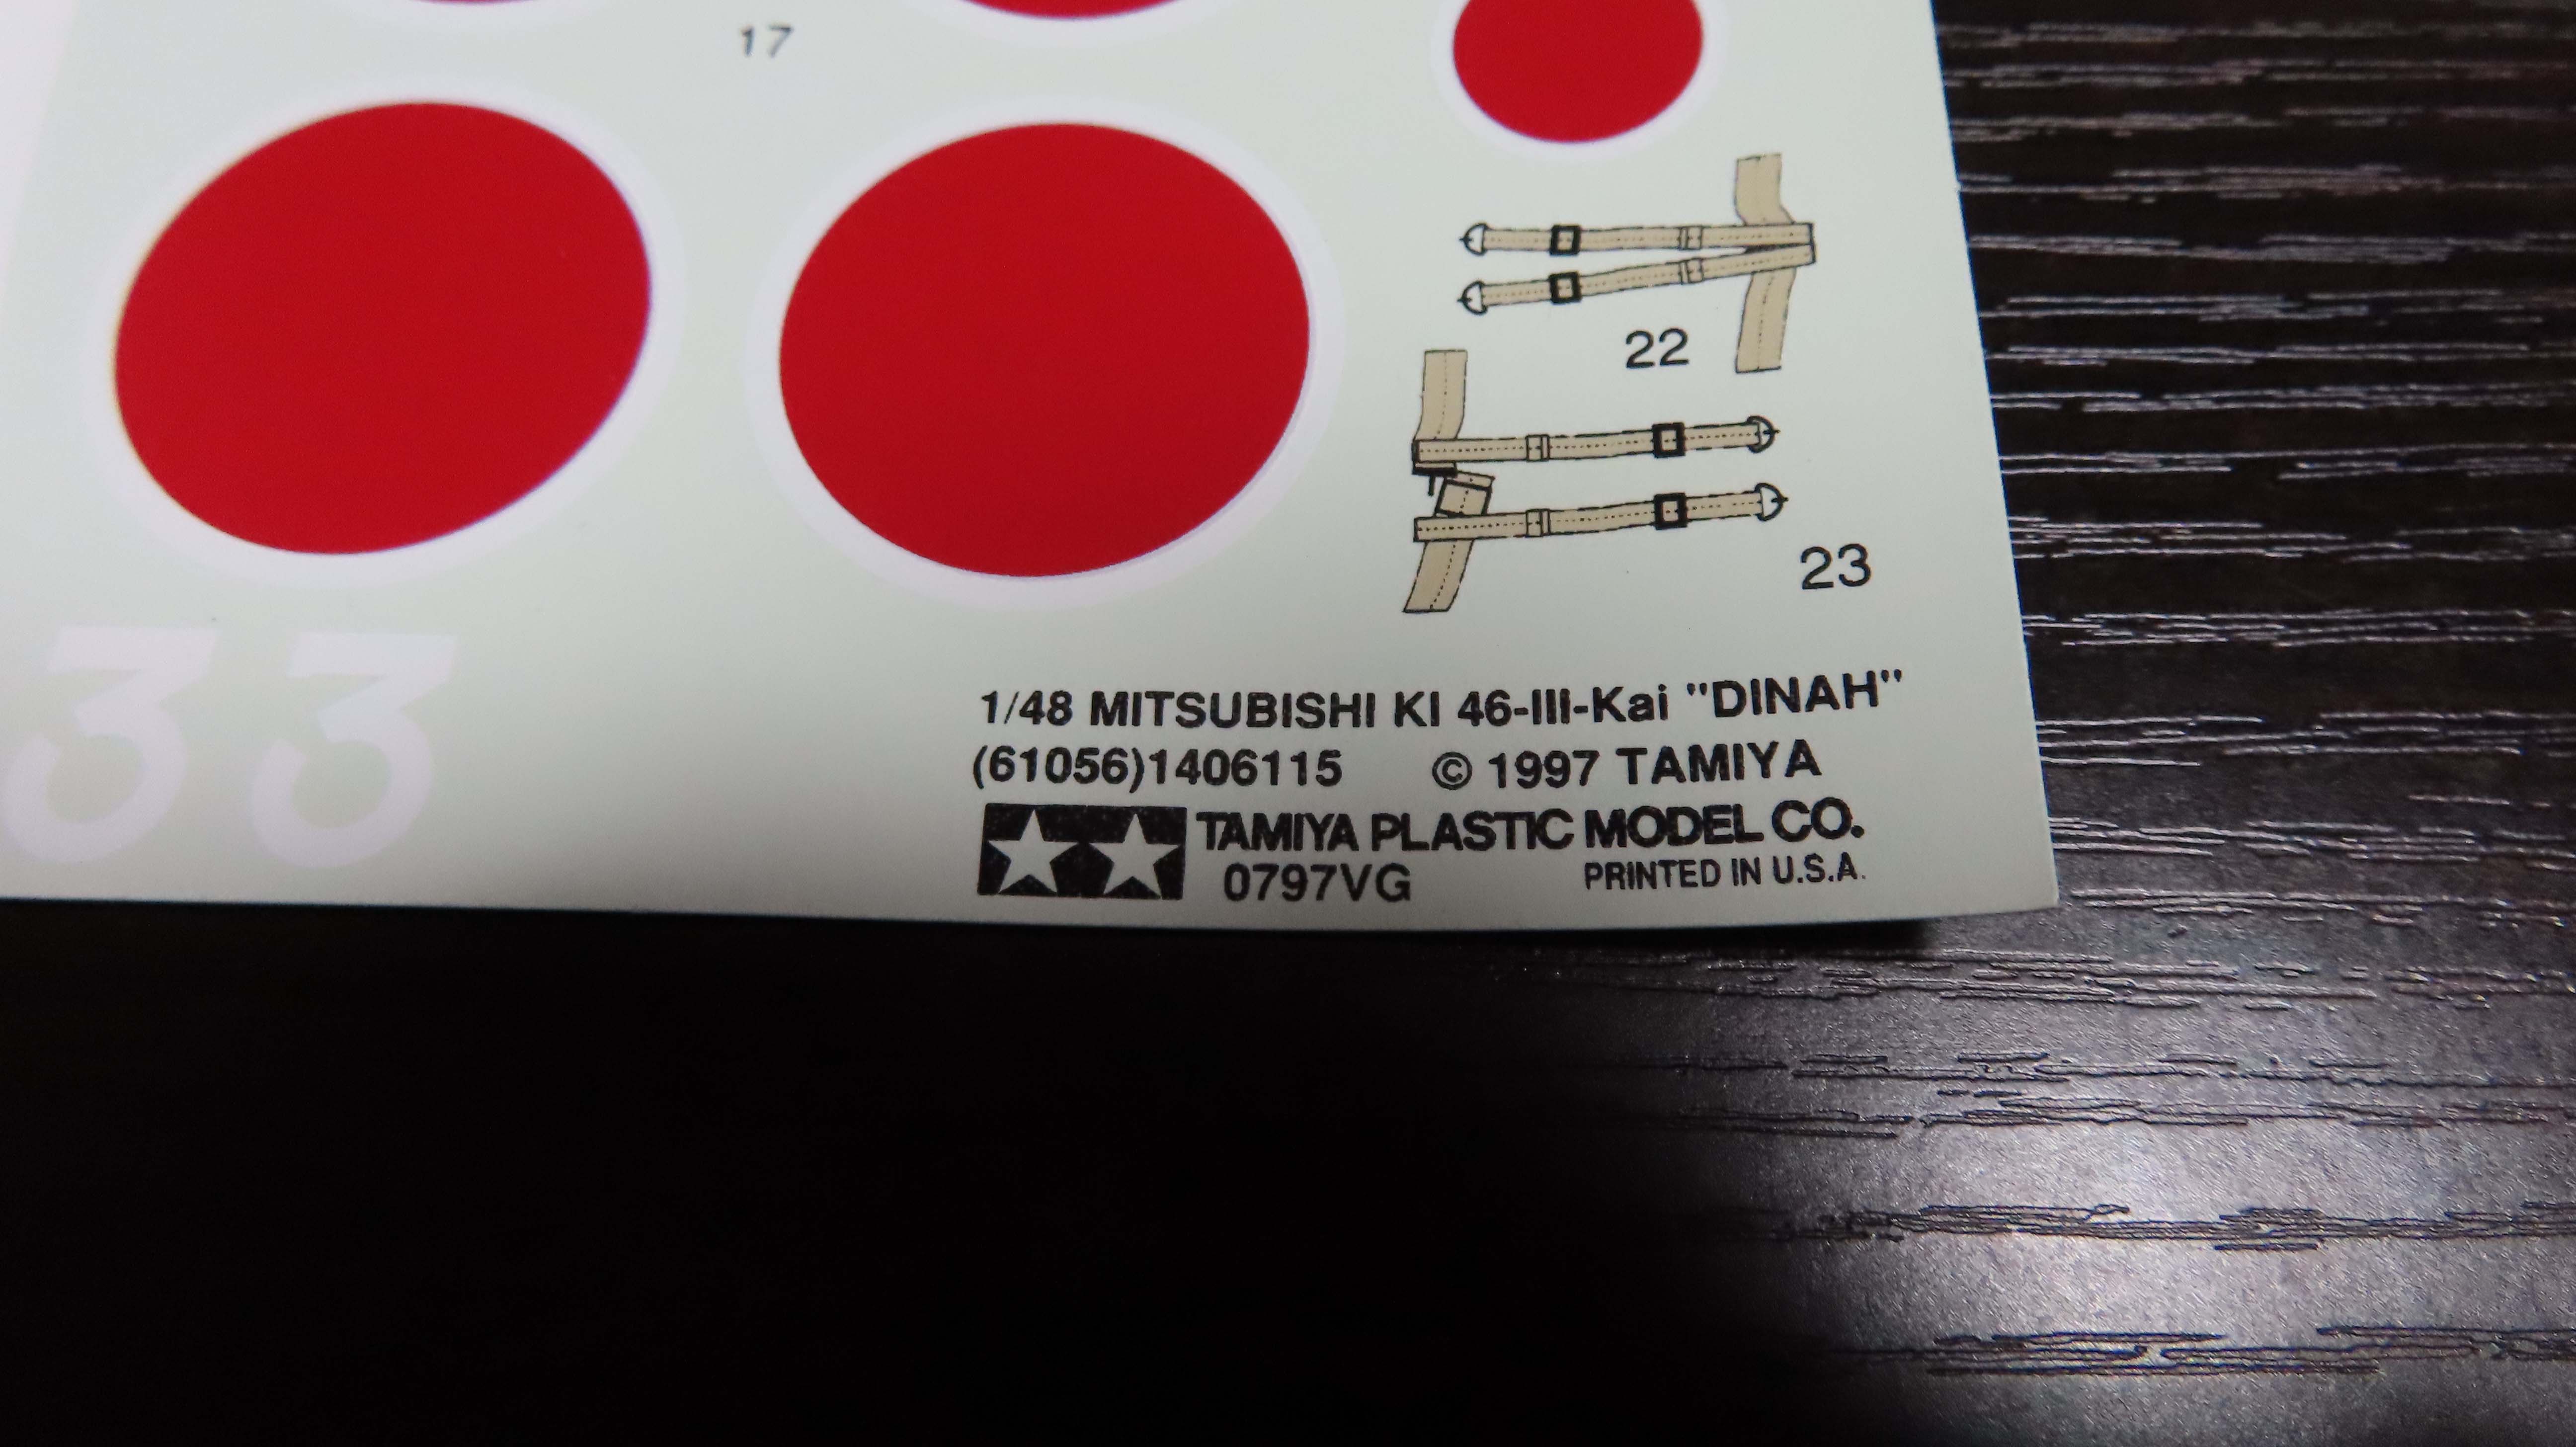 17
22
23
33
1/48 MITSUBISHI KI 46-III-Kai "DINAH"
(61056)1406115 © 1997 TAMIYA
TAMIYA PLASTIC MODEL CO.
0797VG PRINTED IN U.S.A.